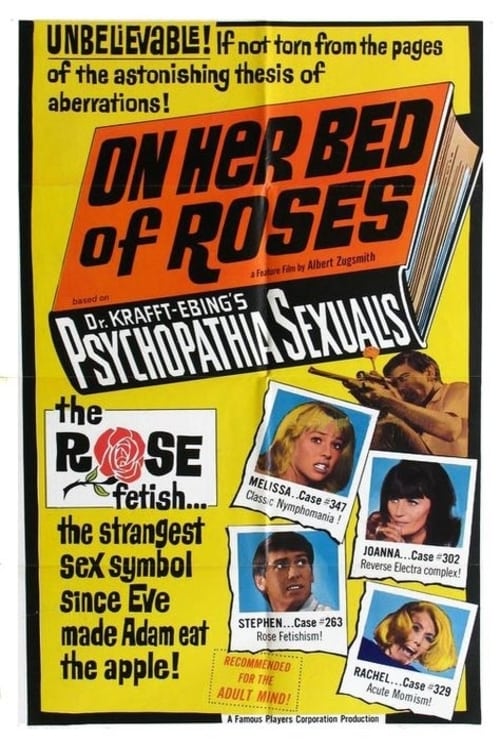 UNBELIEVABLE! If not torn from the pages
of the astonishing thesis of
aberrations!
ON HER BED
OF ROSES
a Feature Film by Albert Zugsmith
based on
Dr. KRAFFT-EBING'S
PSYCHOPATHIA SEXUALIS
the
ROSE
fetish...
the strangest
sex symbol
since Eve
made Adam eat
the apple!
MELISSA..Case #347
Classic Nymphomania!
JOANNA...Case #302
Reverse Electra complex!
STEPHEN...Case #263
Rose Fetishism!
RACHEL...Case #329
Acute Momism!
RECOMMENDED
FOR THE
ADULT MIND!
A Famous Players Corporation Production